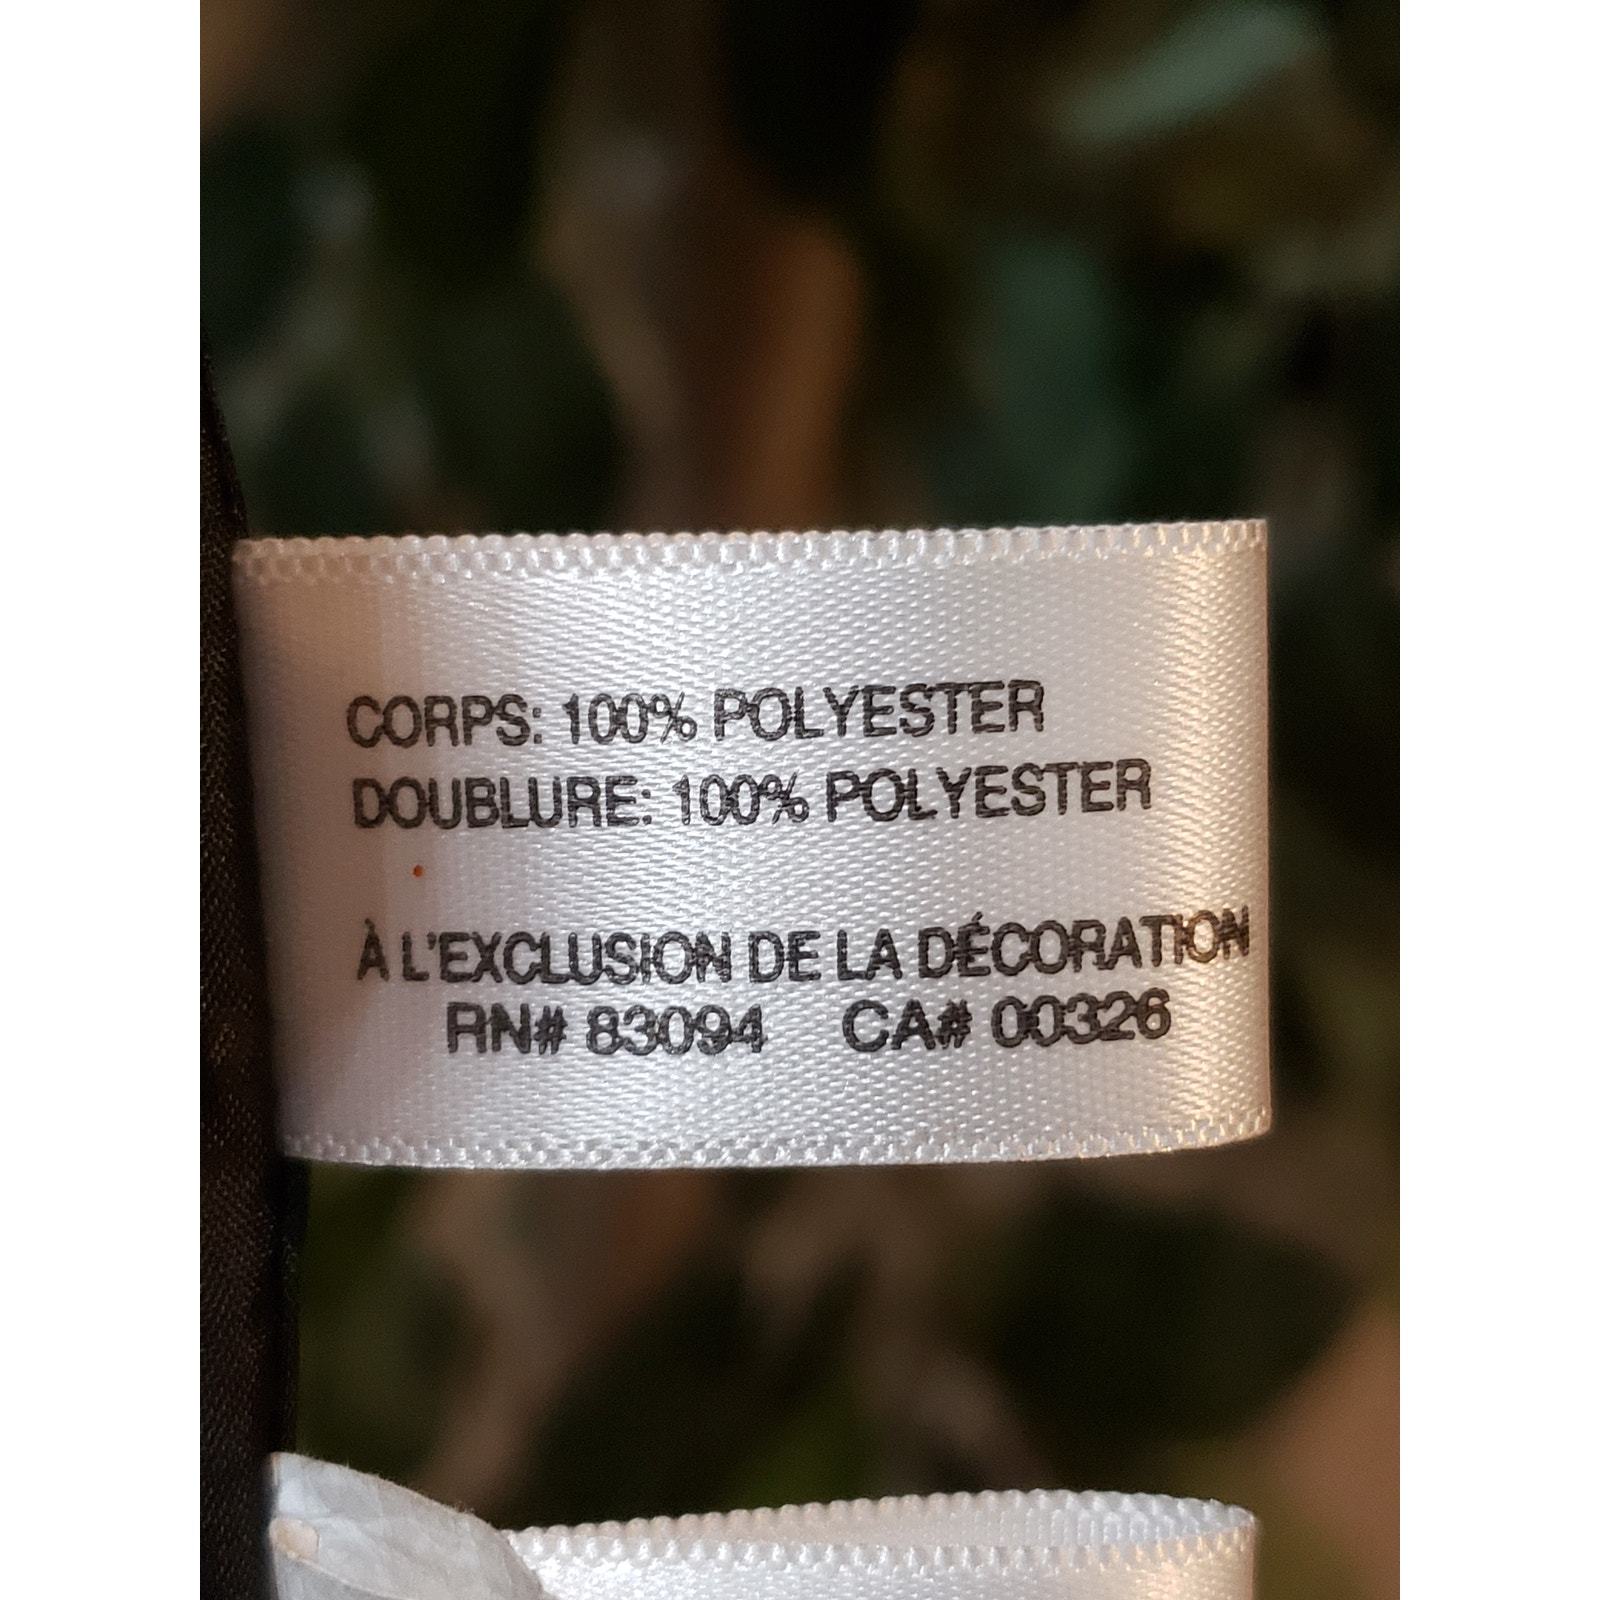 CORPS: 100% POLYESTER
DOUBLURE: 100% POLYESTER
À L'EXCLUSION DE LA DÉCORATION
RN# 83094 CA# 00326